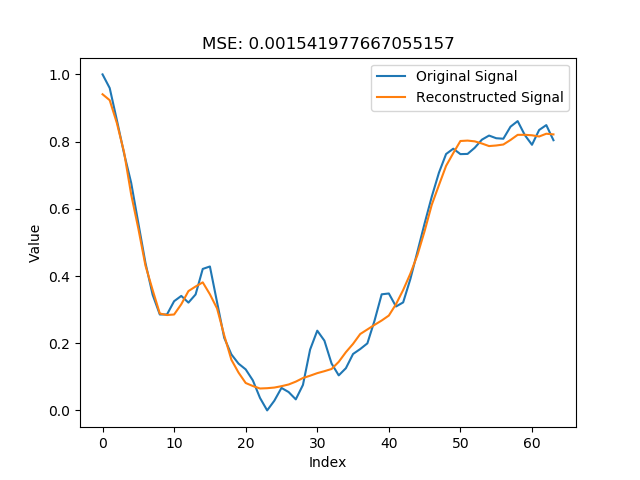 MSE: 0.001541977667055157
Original Signal
Reconstructed Signal
Value
1.0
0.8
0.6
0.4
0.2
0.0
0 10 20 30 40 50 60
Index